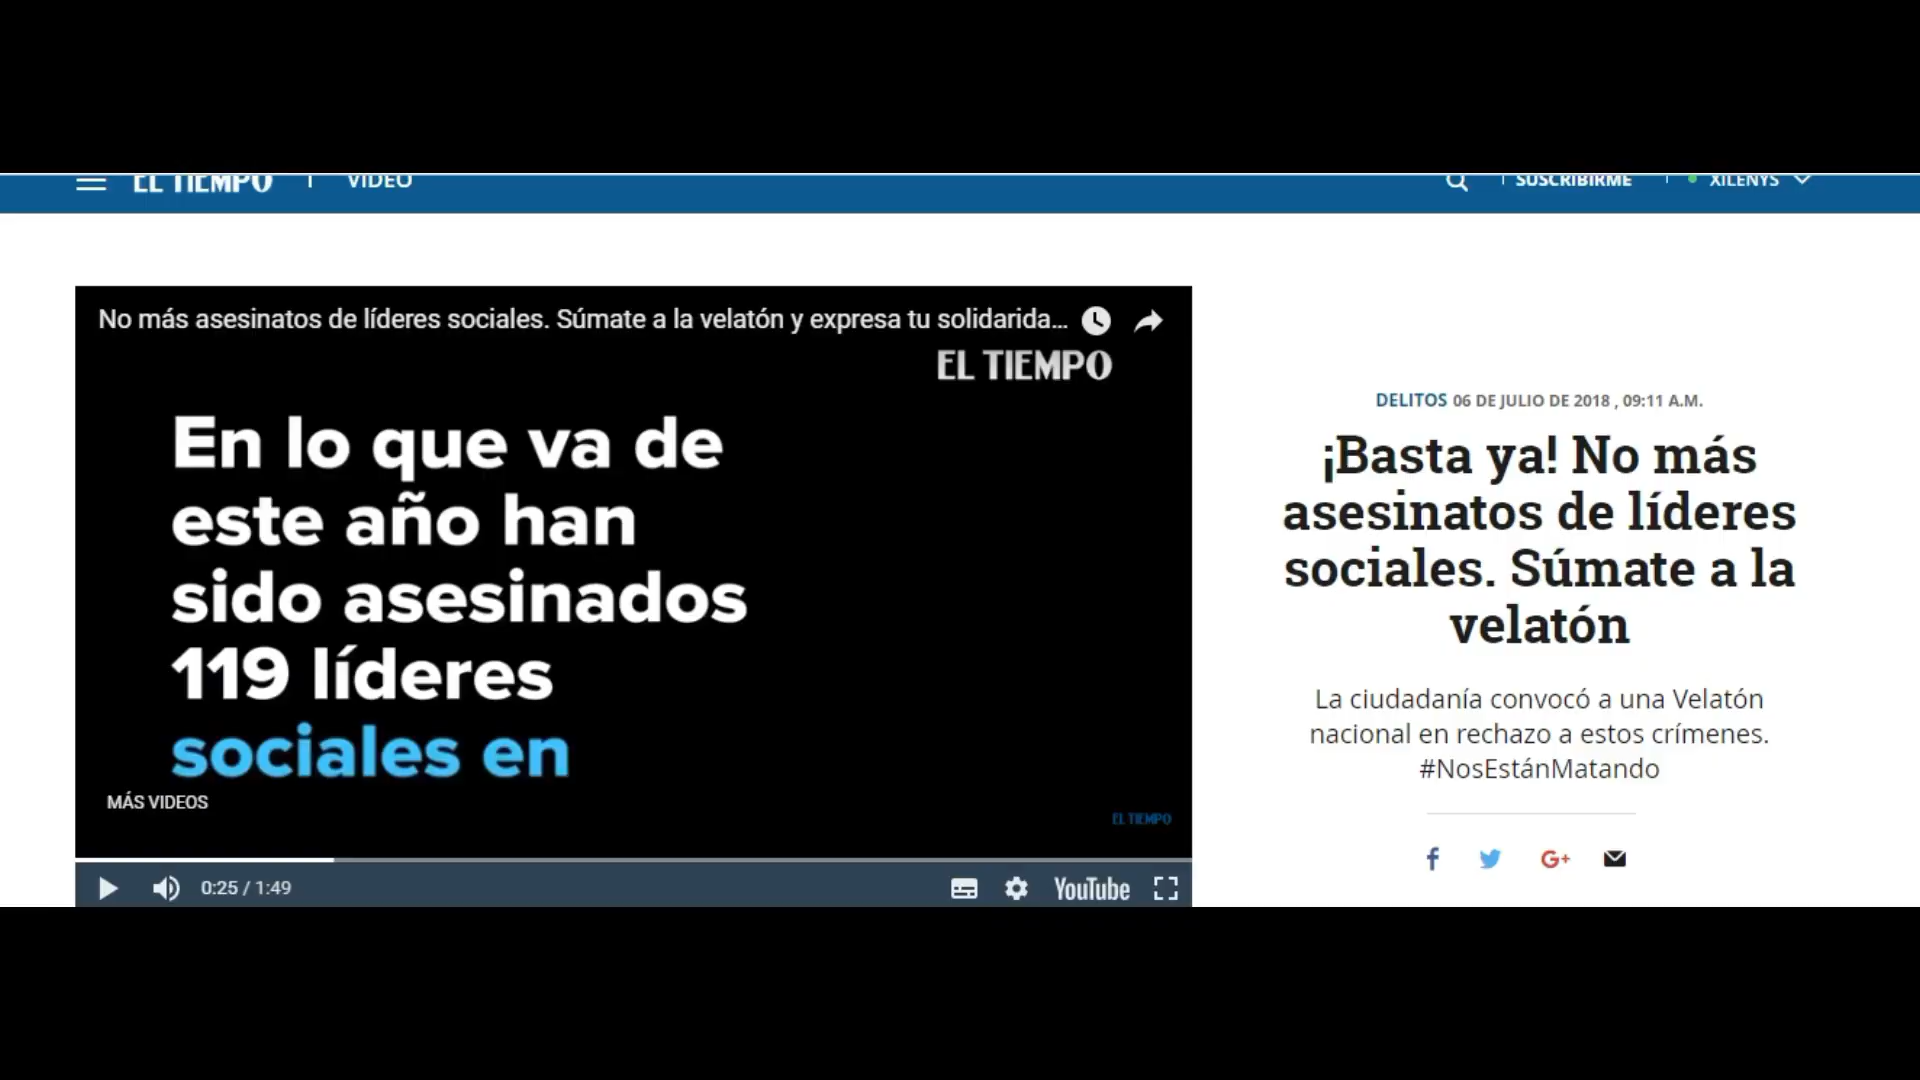 EL TIEMPO | VIDEO
SUSCRIBIRME
XILENYS
No más asesinatos de líderes sociales. Súmate a la velatón y expresa tu solidarida...
EL TIEMPO
En lo que va de
este año han
sido asesinados
119 líderes
sociales en
MÁS VIDEOS
EL TIEMPO
0:25 / 1:49
YouTube
DELITOS 06 DE JULIO DE 2018 , 09:11 A.M.
¡Basta ya! No más
asesinatos de líderes
sociales. Súmate a la
velatón
La ciudadanía convocó a una Velatón
nacional en rechazo a estos crímenes.
#NosEstánMatando
G+